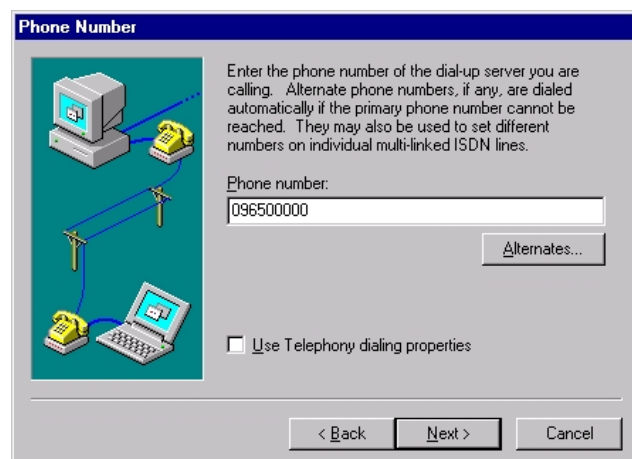 Phone Number
Enter the phone number of the dial-up server you are
calling. Alternate phone numbers, if any, are dialed
automatically if the primary phone number cannot be
reached. They may also be used to set different
numbers on individual multi-linked ISDN lines.
Phone number:
096500000
Alternates...
Use Telephony dialing properties
< Back Next > Cancel